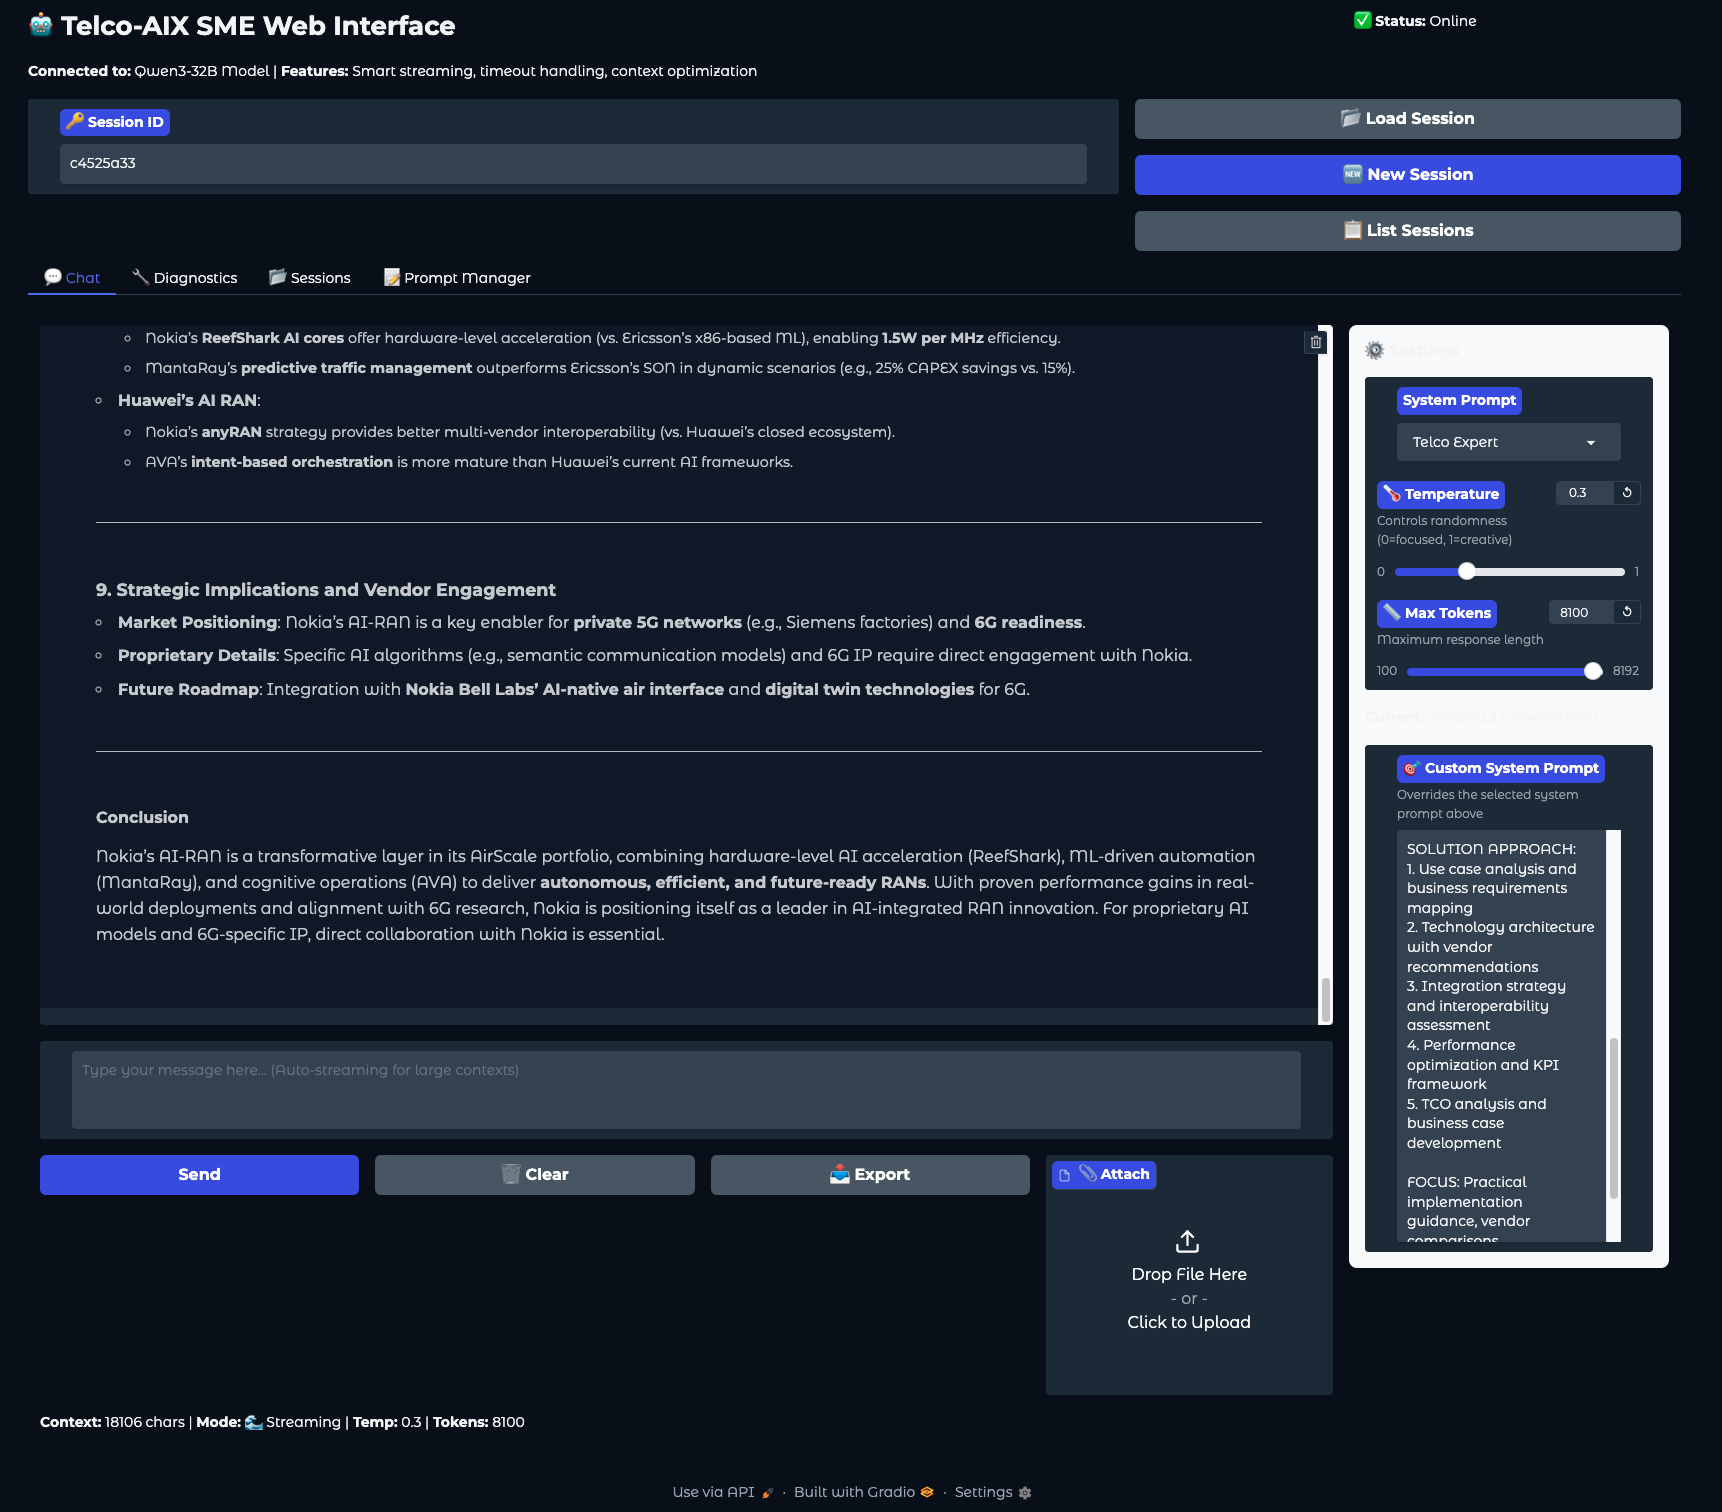 Telco-AIX SME Web Interface
Status: Online
Connected to: Qwen3-32B Model | Features: Smart streaming, timeout handling, context optimization
Session ID
c4525a33
Load Session
New Session
List Sessions
Chat
Diagnostics
Sessions
Prompt Manager
Nokia's ReefShark AI cores offer hardware-level acceleration (vs. Ericsson's x86-based ML), enabling 1.5W per MHz efficiency.
MantaRay's predictive traffic management outperforms Ericsson's SON in dynamic scenarios (e.g., 25% CAPEX savings vs. 15%).
Huawei's AI RAN:
Nokia's anyRAN strategy provides better multi-vendor interoperability (vs. Huawei's closed ecosystem).
AVA's intent-based orchestration is more mature than Huawei's current AI frameworks.
9. Strategic Implications and Vendor Engagement
Market Positioning: Nokia's AI-RAN is a key enabler for private 5G networks (e.g., Siemens factories) and 6G readiness.
Proprietary Details: Specific AI algorithms (e.g., semantic communication models) and 6G IP require direct engagement with Nokia.
Future Roadmap: Integration with Nokia Bell Labs' AI-native air interface and digital twin technologies for 6G.
Conclusion
Nokia's AI-RAN is a transformative layer in its AirScale portfolio, combining hardware-level AI acceleration (ReefShark), ML-driven automation
(MantaRay), and cognitive operations (AVA) to deliver autonomous, efficient, and future-ready RANs. With proven performance gains in real-
world deployments and alignment with 6G research, Nokia is positioning itself as a leader in AI-integrated RAN innovation. For proprietary AI
models and 6G-specific IP, direct collaboration with Nokia is essential.
Type your message here... (Auto-streaming for large contexts)
Send
Clear
Export
Attach
Drop File Here
- or -
Click to Upload
Settings
System Prompt
Telco Expert
Temperature
0.3
Controls randomness
(0=focused, 1=creative)
0
1
Max Tokens
8100
Maximum response length
100
8192
Current: Temp=0.3 | Tokens=8100
Custom System Prompt
Overrides the selected system
prompt above
SOLUTION APPROACH:
1. Use case analysis and
business requirements
mapping
2. Technology architecture
with vendor
recommendations
3. Integration strategy
and interoperability
assessment
4. Performance
optimization and KPI
framework
5. TCO analysis and
business case
development
FOCUS: Practical
implementation
guidance, vendor
comparisons
Context: 18106 chars | Mode: Streaming | Temp: 0.3 | Tokens: 8100
Use via API · Built with Gradio · Settings